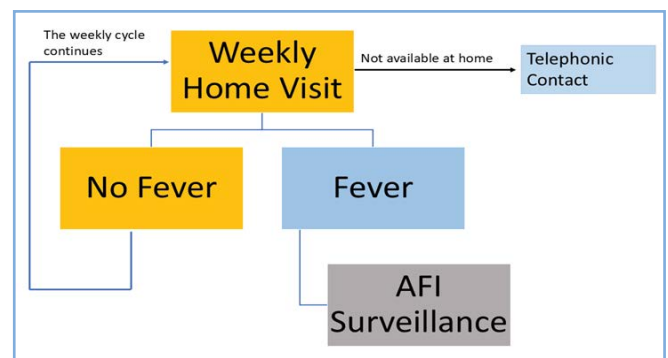 The weekly cycle
continues
Weekly
Home Visit
Not available at home
Telephonic
Contact
No Fever
Fever
AFI
Surveillance